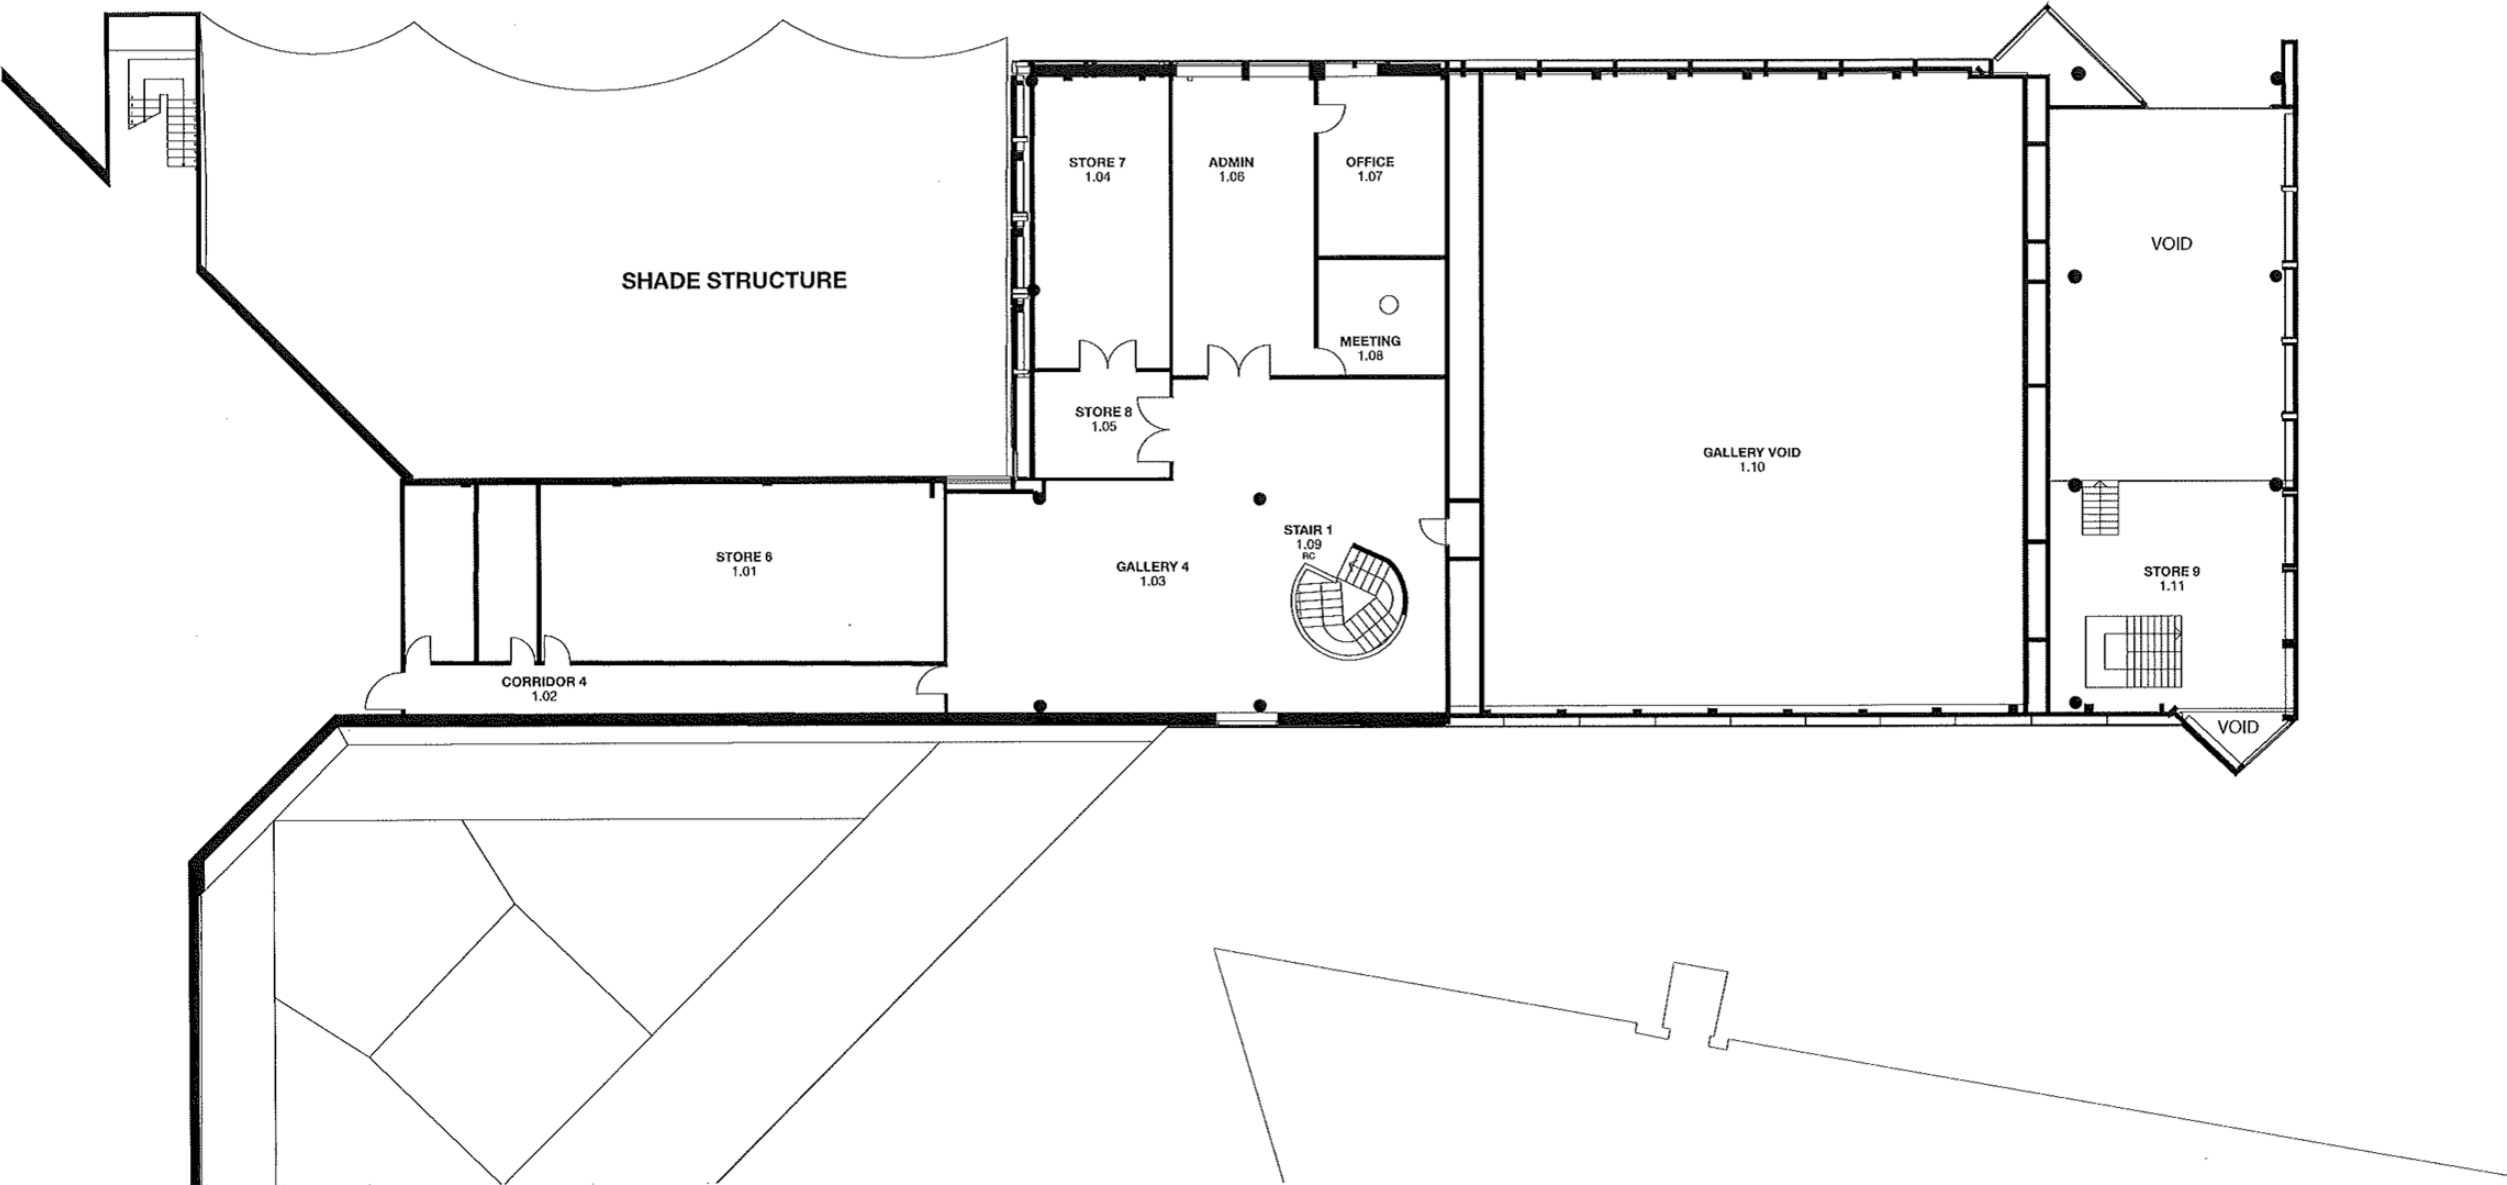 SHADE STRUCTURE
STORE 7
1.04
ADMIN
1.06
OFFICE
1.07
MEETING
1.08
STORE 8
1.05
VOID
GALLERY VOID
1.10
STORE 6
1.01
GALLERY 4
1.03
STAIR 1
1.09
RC
STORE 9
1.11
CORRIDOR 4
1.02
VOID